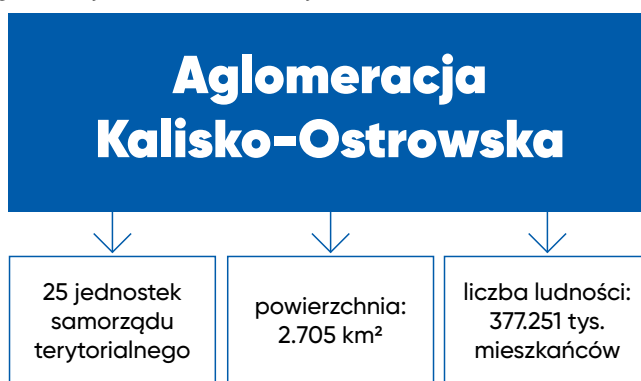 Aglomeracja
Kalisko-Ostrowska
25 jednostek
samorządu
terytorialnego
powierzchnia:
2.705 km²
liczba ludności:
377.251 tys.
mieszkańców